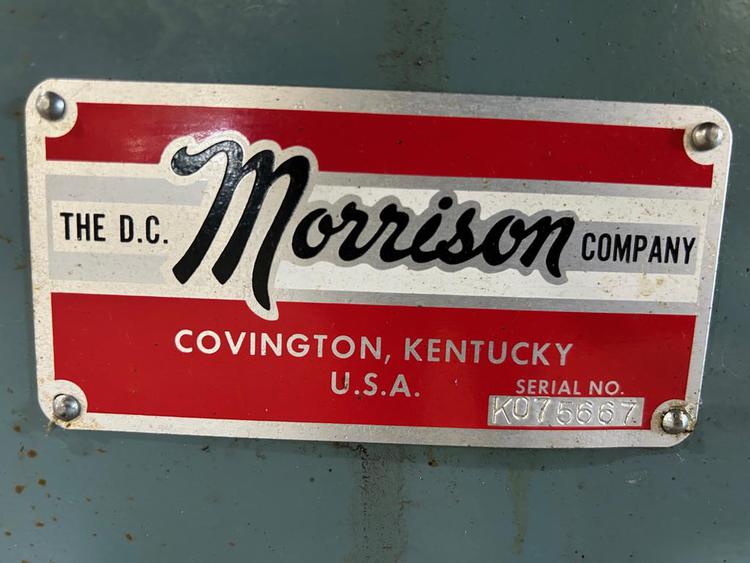 THE D.C. Morrison COMPANY
COVINGTON, KENTUCKY
U.S.A.
SERIAL NO.
K075667